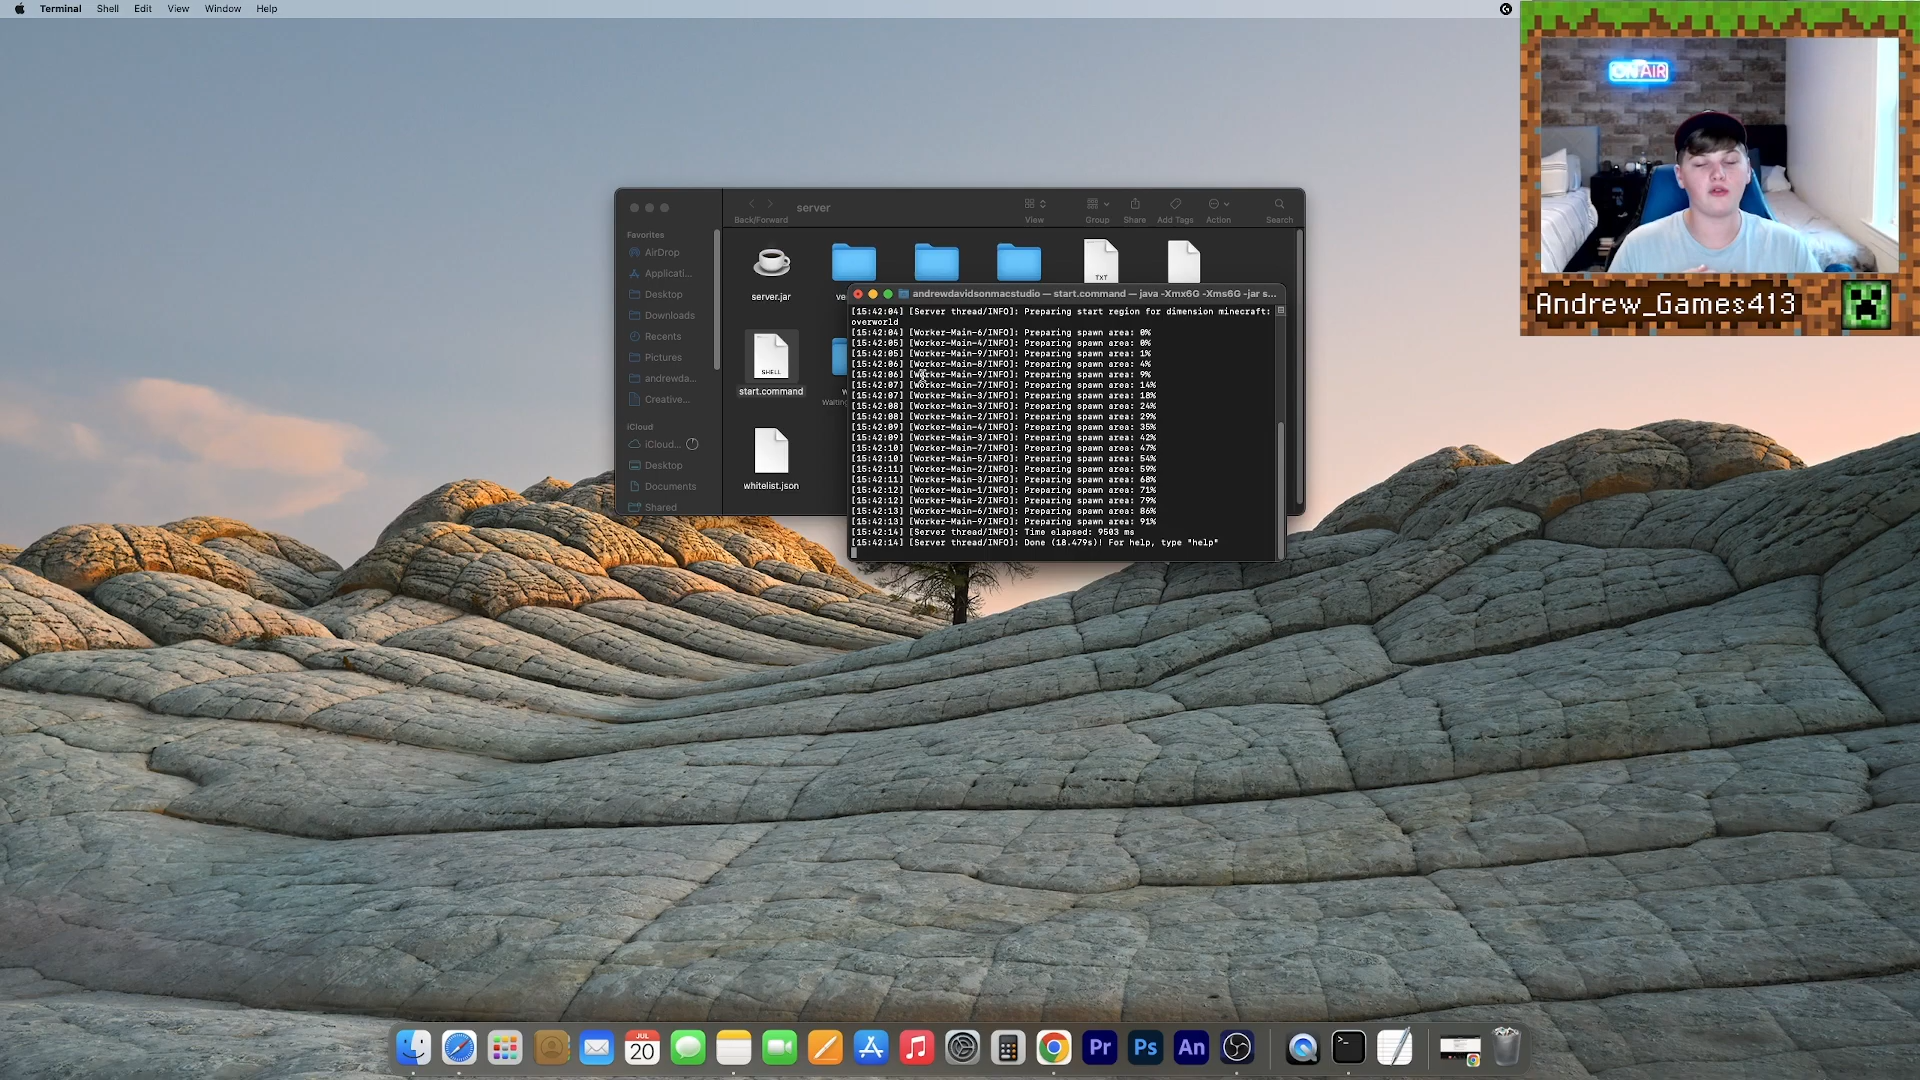 Terminal Shell Edit View Window Help
ON AIR
Andrew_Games413
server
Back/Forward View Group Share Add Tags Action Search
Favorites
AirDrop
Applicati...
Desktop
Downloads
Recents
Pictures
andrewda...
Creative...
iCloud
iCloud...
Desktop
Documents
Shared
TXT
server.jar
SHELL
start.command
whitelist.json
andrewdavidsonmacstudio — start.command — java -Xmx6G -Xms6G -jar s...
[15:42:04] [Server thread/INFO]: Preparing start region for dimension minecraft:
overworld
[15:42:04] [Worker-Main-6/INFO]: Preparing spawn area: 0%
[15:42:05] [Worker-Main-4/INFO]: Preparing spawn area: 0%
[15:42:05] [Worker-Main-9/INFO]: Preparing spawn area: 1%
[15:42:06] [Worker-Main-8/INFO]: Preparing spawn area: 4%
[15:42:06] [Worker-Main-9/INFO]: Preparing spawn area: 9%
[15:42:07] [Worker-Main-7/INFO]: Preparing spawn area: 14%
[15:42:07] [Worker-Main-3/INFO]: Preparing spawn area: 18%
[15:42:08] [Worker-Main-3/INFO]: Preparing spawn area: 24%
[15:42:08] [Worker-Main-2/INFO]: Preparing spawn area: 29%
[15:42:09] [Worker-Main-4/INFO]: Preparing spawn area: 35%
[15:42:09] [Worker-Main-3/INFO]: Preparing spawn area: 42%
[15:42:10] [Worker-Main-7/INFO]: Preparing spawn area: 47%
[15:42:10] [Worker-Main-5/INFO]: Preparing spawn area: 54%
[15:42:11] [Worker-Main-2/INFO]: Preparing spawn area: 59%
[15:42:11] [Worker-Main-3/INFO]: Preparing spawn area: 68%
[15:42:12] [Worker-Main-1/INFO]: Preparing spawn area: 71%
[15:42:12] [Worker-Main-2/INFO]: Preparing spawn area: 79%
[15:42:13] [Worker-Main-6/INFO]: Preparing spawn area: 86%
[15:42:13] [Worker-Main-9/INFO]: Preparing spawn area: 91%
[15:42:14] [Server thread/INFO]: Time elapsed: 9503 ms
[15:42:14] [Server thread/INFO]: Done (18.479s)! For help, type "help"
JUL
20
Pr
Ps
An